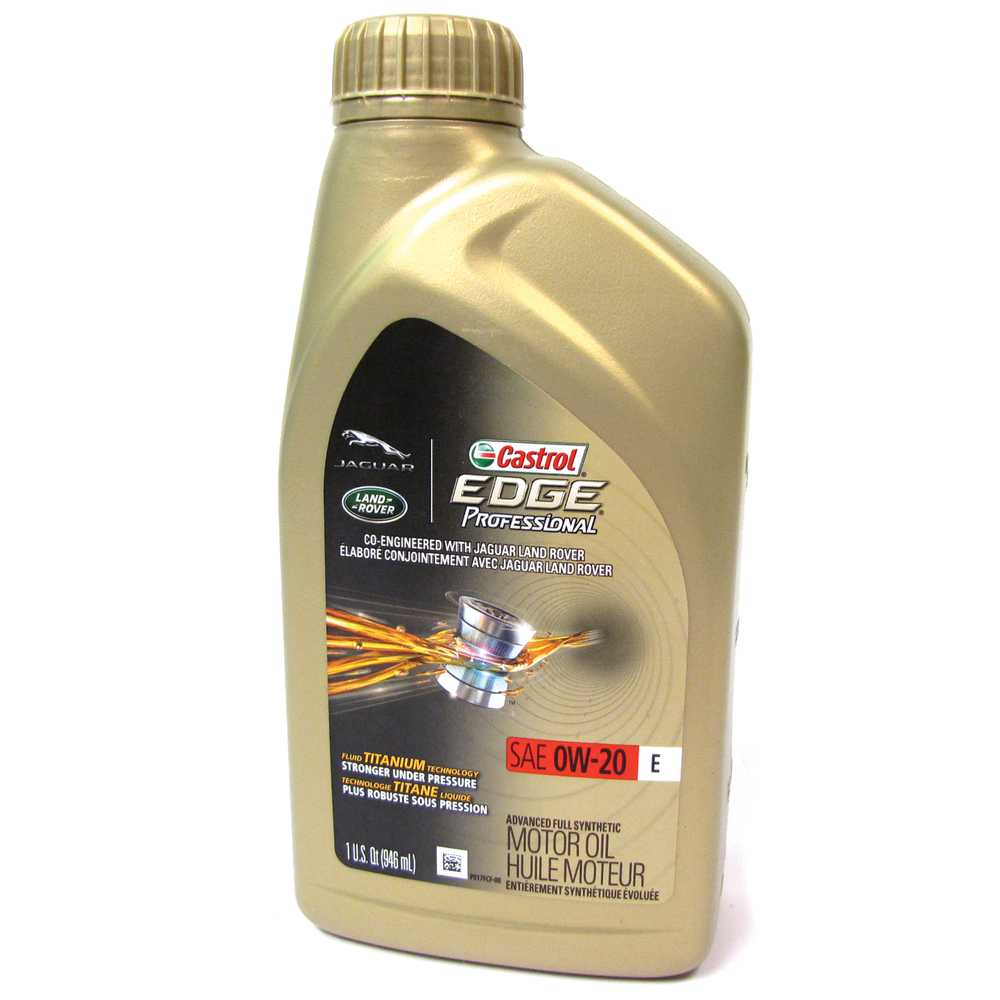 JAGUAR
LAND-
-ROVER
Castrol
EDGE
PROFESSIONAL
CO-ENGINEERED WITH JAGUAR LAND ROVER
ÉLABORÉ CONJOINTEMENT AVEC JAGUAR LAND ROVER
TM
FLUID TITANIUM TECHNOLOGY
STRONGER UNDER PRESSURE
TECHNOLOGIE TITANE LIQUIDE
PLUS ROBUSTE SOUS PRESSION
SAE 0W-20 E
ADVANCED FULL SYNTHETIC
MOTOR OIL
HUILE MOTEUR
ENTIÈREMENT SYNTHÉTIQUE ÉVOLUÉE
1 U.S. Qt (946 mL)